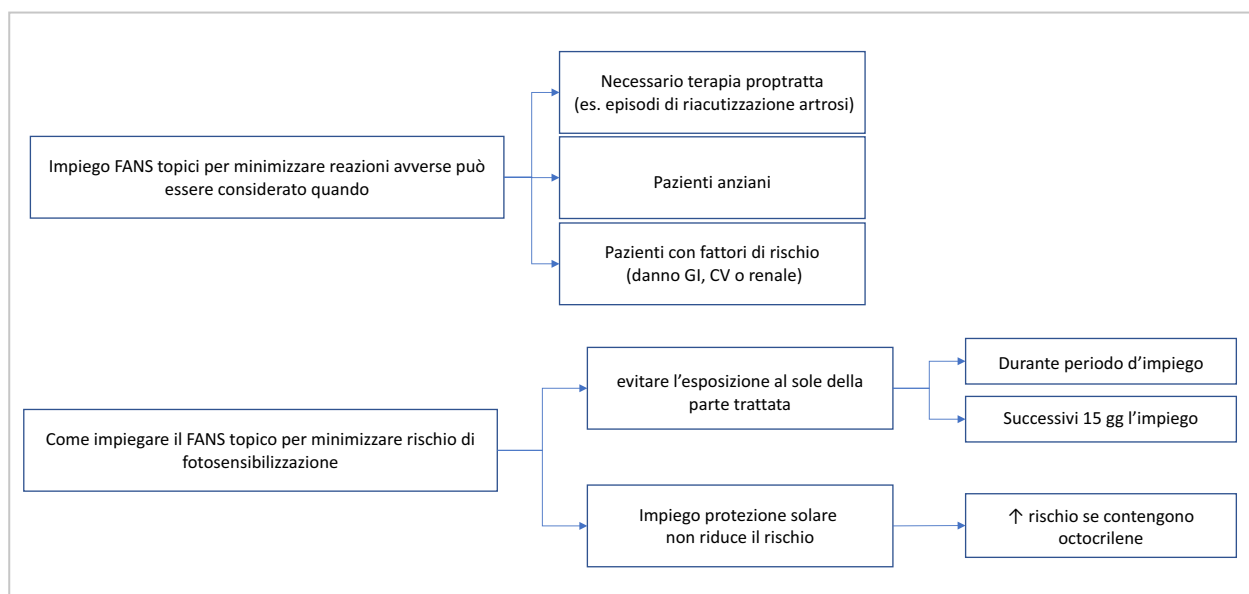 Impiego FANS topici per minimizzare reazioni avverse può
essere considerato quando
Necessario terapia proptratta
(es. episodi di riacutizzazione artrosi)
Pazienti anziani
Pazienti con fattori di rischio
(danno GI, CV o renale)
Come impiegare il FANS topico per minimizzare rischio di
fotosensibilizzazione
evitare l’esposizione al sole della
parte trattata
Durante periodo d’impiego
Successivi 15 gg l’impiego
Impiego protezione solare
non riduce il rischio
↑ rischio se contengono
octocrilene